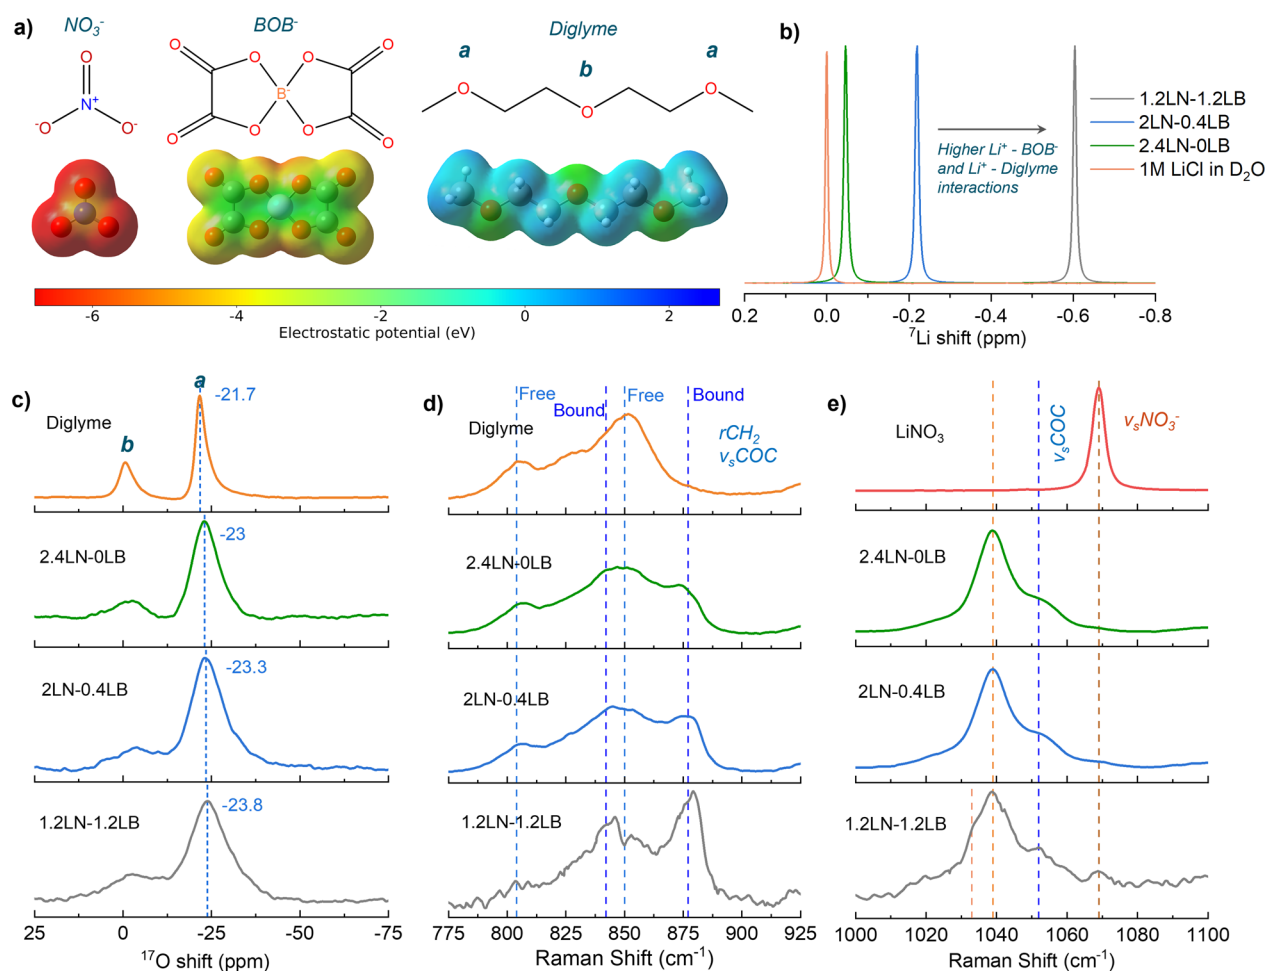 a)
NO₃⁻
BOB⁻
Diglyme
O
N⁺
⁻O
O⁻
O
O
O
O
B⁻
O
O
O
O
a
b
a
O
O
O
-6
-4
-2
0
2
Electrostatic potential (eV)
b)
1.2LN-1.2LB
2LN-0.4LB
2.4LN-0LB
1M LiCl in D₂O
Higher Li⁺ - BOB⁻
and Li⁺ - Diglyme
interactions
0.2
0.0
-0.2
-0.4
-0.6
-0.8
⁷Li shift (ppm)
c)
a
-21.7
Diglyme
b
-23
2.4LN-0LB
-23.3
2LN-0.4LB
-23.8
1.2LN-1.2LB
25
0
-25
-50
-75
¹⁷O shift (ppm)
d)
Free
Bound
Free
Bound
Diglyme
rCH₂
vₛCOC
2.4LN-0LB
2LN-0.4LB
1.2LN-1.2LB
775
800
825
850
875
900
925
Raman Shift (cm⁻¹)
e)
LiNO₃
vₛCOC
vₛNO₃⁻
2.4LN-0LB
2LN-0.4LB
1.2LN-1.2LB
1000
1020
1040
1060
1080
1100
Raman Shift (cm⁻¹)